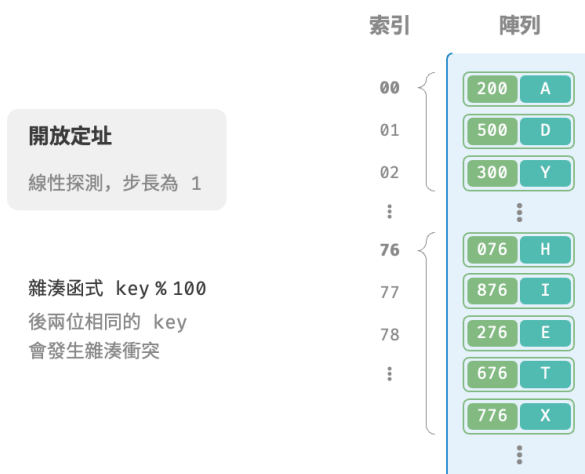 索引 陣列
00 200 A
01 500 D
02 300 Y
開放定址
線性探測，步長為 1
76 076 H
77 876 I
78 276 E
676 T
776 X
雜湊函式 key % 100
後兩位相同的 key
會發生雜湊衝突